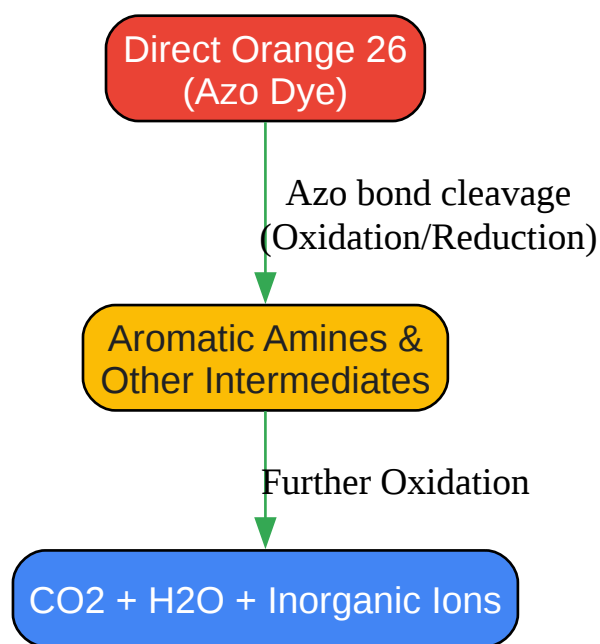 Direct Orange 26
(Azo Dye)
Azo bond cleavage
(Oxidation/Reduction)
Aromatic Amines &
Other Intermediates
Further Oxidation
CO2 + H2O + Inorganic Ions